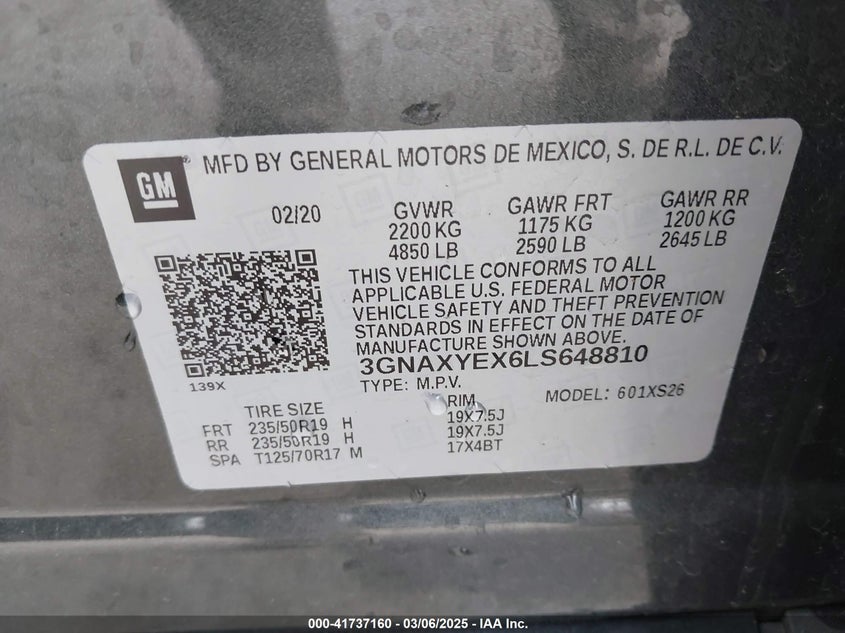 GM
MFD BY GENERAL MOTORS DE MEXICO, S. DE R.L. DE C.V.
02/20
GVWR
2200 KG
4850 LB
GAWR FRT
1175 KG
2590 LB
GAWR RR
1200 KG
2645 LB
THIS VEHICLE CONFORMS TO ALL
APPLICABLE U.S. FEDERAL MOTOR
VEHICLE SAFETY AND THEFT PREVENTION
STANDARDS IN EFFECT ON THE DATE OF
MANUFACTURE SHOWN ABOVE.
3GNAXYEX6LS648810
139X
TYPE: M.P.V.
MODEL: 601XS26
TIRE SIZE RIM
FRT 235/50R19 H 19X7.5J
RR 235/50R19 H 19X7.5J
SPA T125/70R17 M 17X4BT
000-41737160 - 03/06/2025 - IAA Inc.